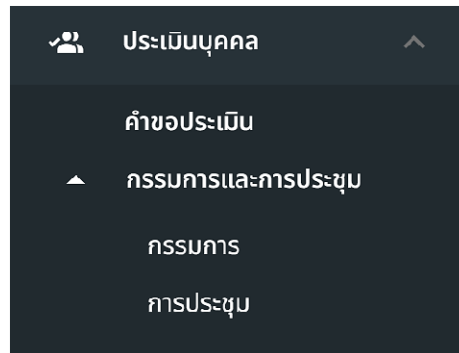 ประเมินบุคคล
คำขอประเมิน
กรรมการและการประชุม
กรรมการ
การประชุม